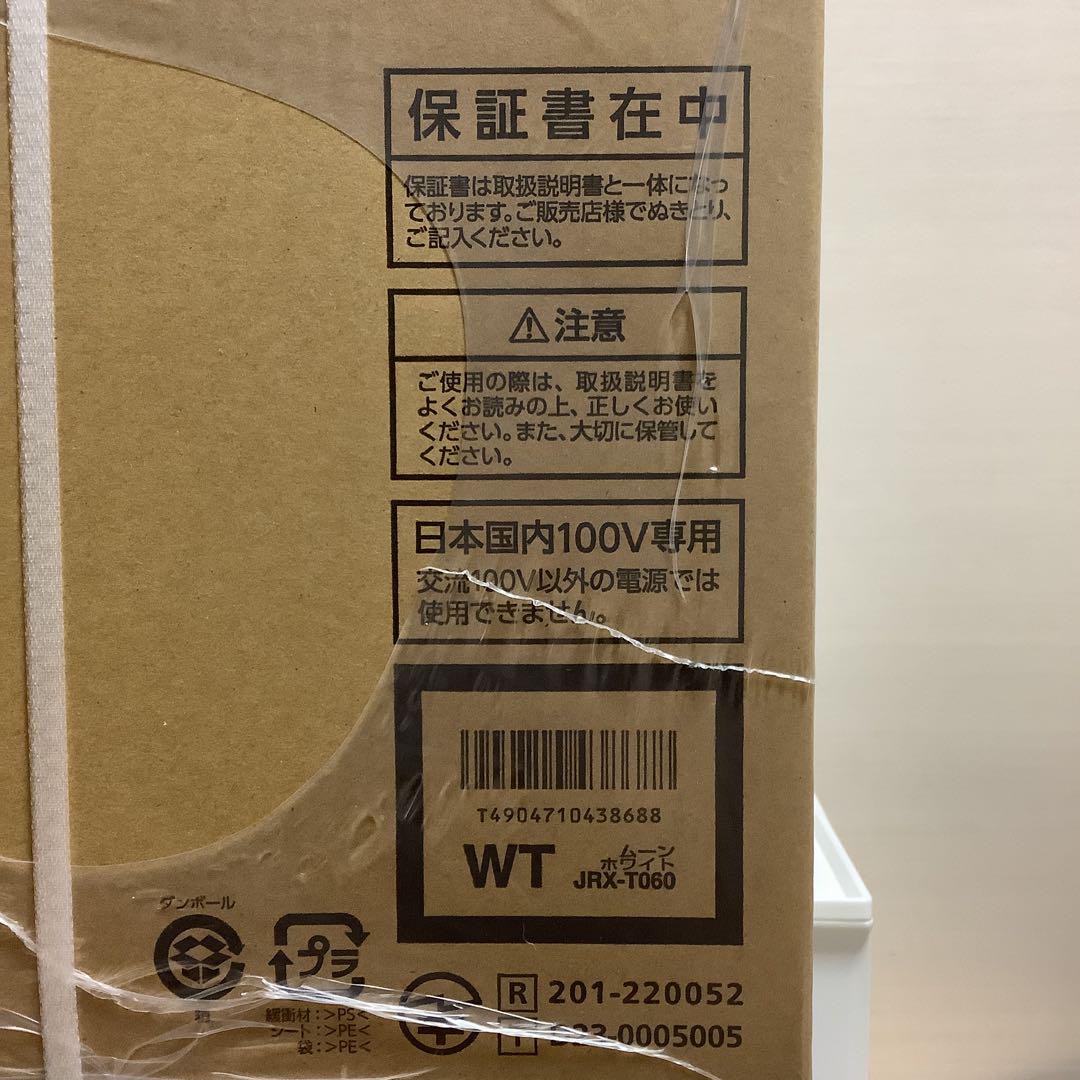 保証書在中
保証書は取扱説明書と一体になっ
ております。ご販売店様でぬきとり、
ご記入ください。
⚠注意
ご使用の際は、取扱説明書を
よくお読みの上、正しくお使い
ください。また、大切に保管して
ください。
日本国内100V専用
交流100V以外の電源では
使用できません。
T4904710438688
WT
ムーン
ホワイト
JRX-T060
ダンボール
プラ
緩衝材:>PS<
シート:>PE<
袋:>PE<
R 201-220052
T D23-0005005